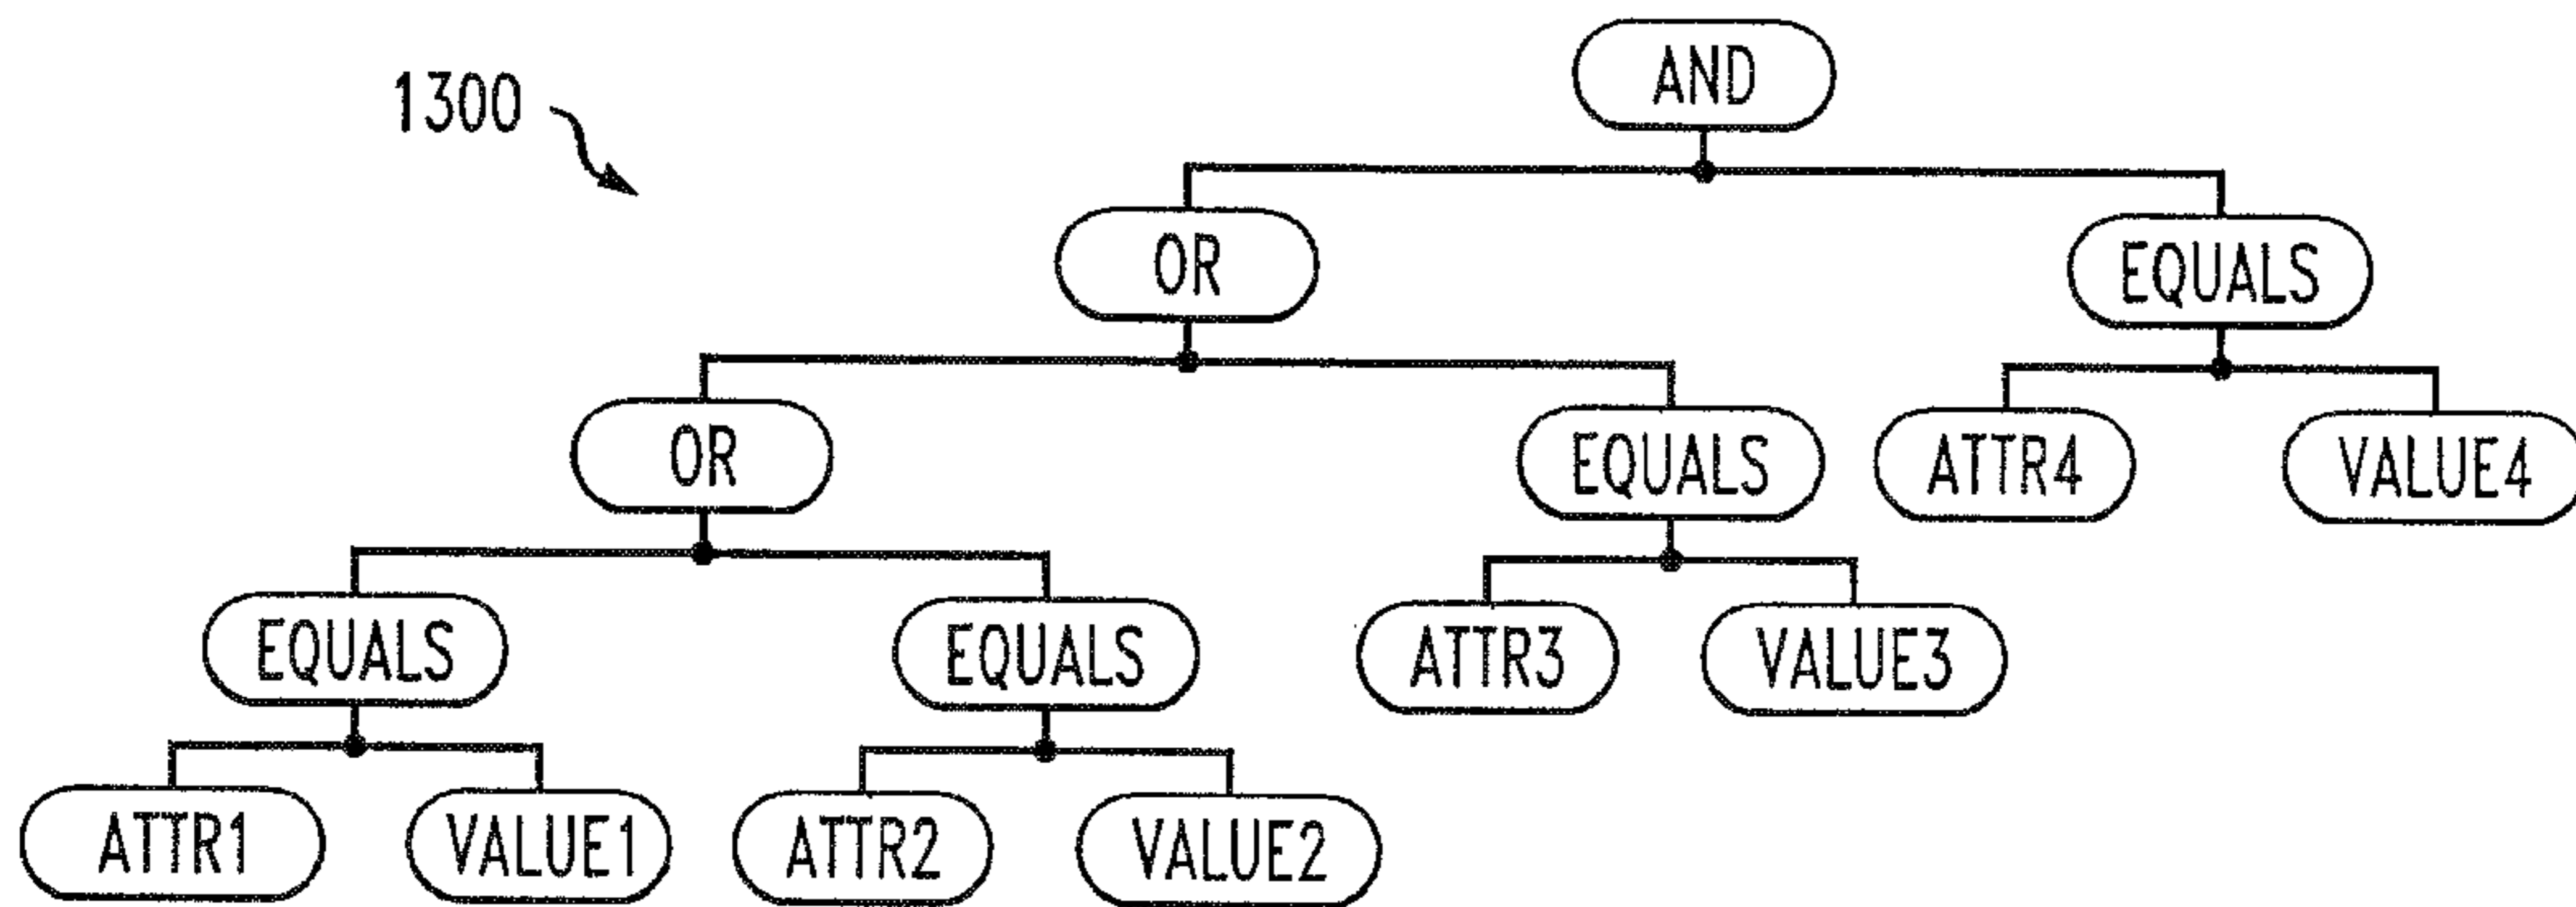 AND
1300
OR
EQUALS
OR
EQUALS
ATTR4
VALUE4
EQUALS
EQUALS
ATTR3
VALUE3
ATTR1
VALUE1
ATTR2
VALUE2